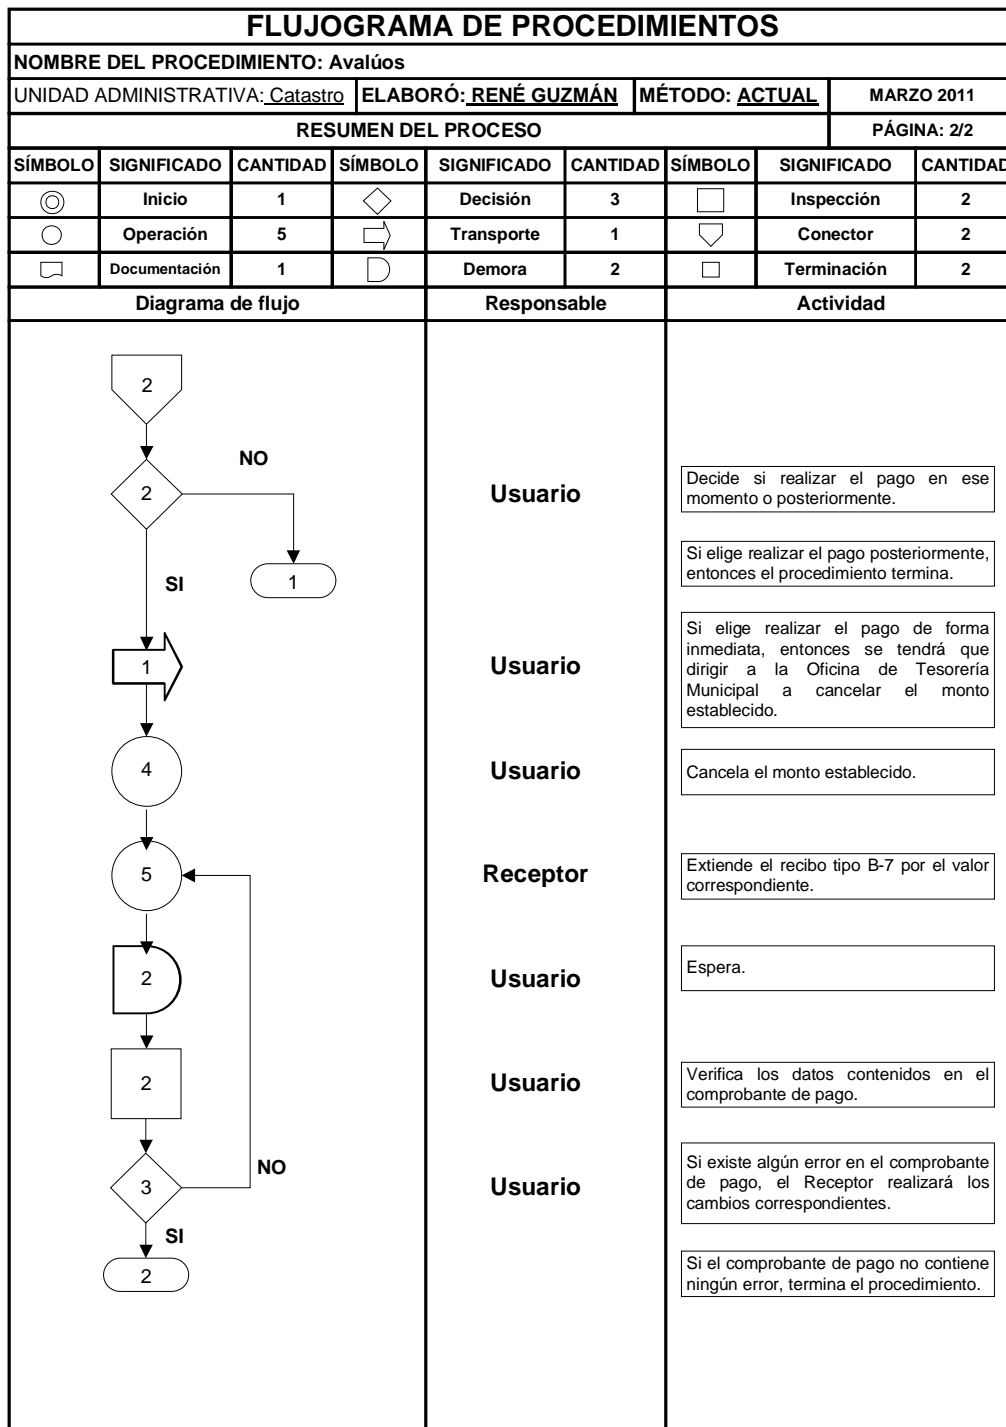 FLUJOGRAMA DE PROCEDIMIENTOS
NOMBRE DEL PROCEDIMIENTO: Avalúos
UNIDAD ADMINISTRATIVA: Catastro ELABORÓ: RENÉ GUZMÁN MÉTODO: ACTUAL MARZO 2011
RESUMEN DEL PROCESO PÁGINA: 2/2
SÍMBOLO SIGNIFICADO CANTIDAD SÍMBOLO SIGNIFICADO CANTIDAD SÍMBOLO SIGNIFICADO CANTIDAD
Inicio 1 Decisión 3 Inspección 2
Operación 5 Transporte 1 Conector 2
Documentación 1 Demora 2 Terminación 2
Diagrama de flujo Responsable Actividad
2
NO
2
Usuario
Decide si realizar el pago en ese
momento o posteriormente.
Si elige realizar el pago posteriormente,
entonces el procedimiento termina.
SI
1
1
Usuario
Si elige realizar el pago de forma
inmediata, entonces se tendrá que
dirigir a la Oficina de Tesorería
Municipal a cancelar el monto
establecido.
4
Usuario
Cancela el monto establecido.
5
Receptor
Extiende el recibo tipo B-7 por el valor
correspondiente.
2
Usuario
Espera.
2
Usuario
Verifica los datos contenidos en el
comprobante de pago.
NO
3
Usuario
Si existe algún error en el comprobante
de pago, el Receptor realizará los
cambios correspondientes.
SI
2
Si el comprobante de pago no contiene
ningún error, termina el procedimiento.